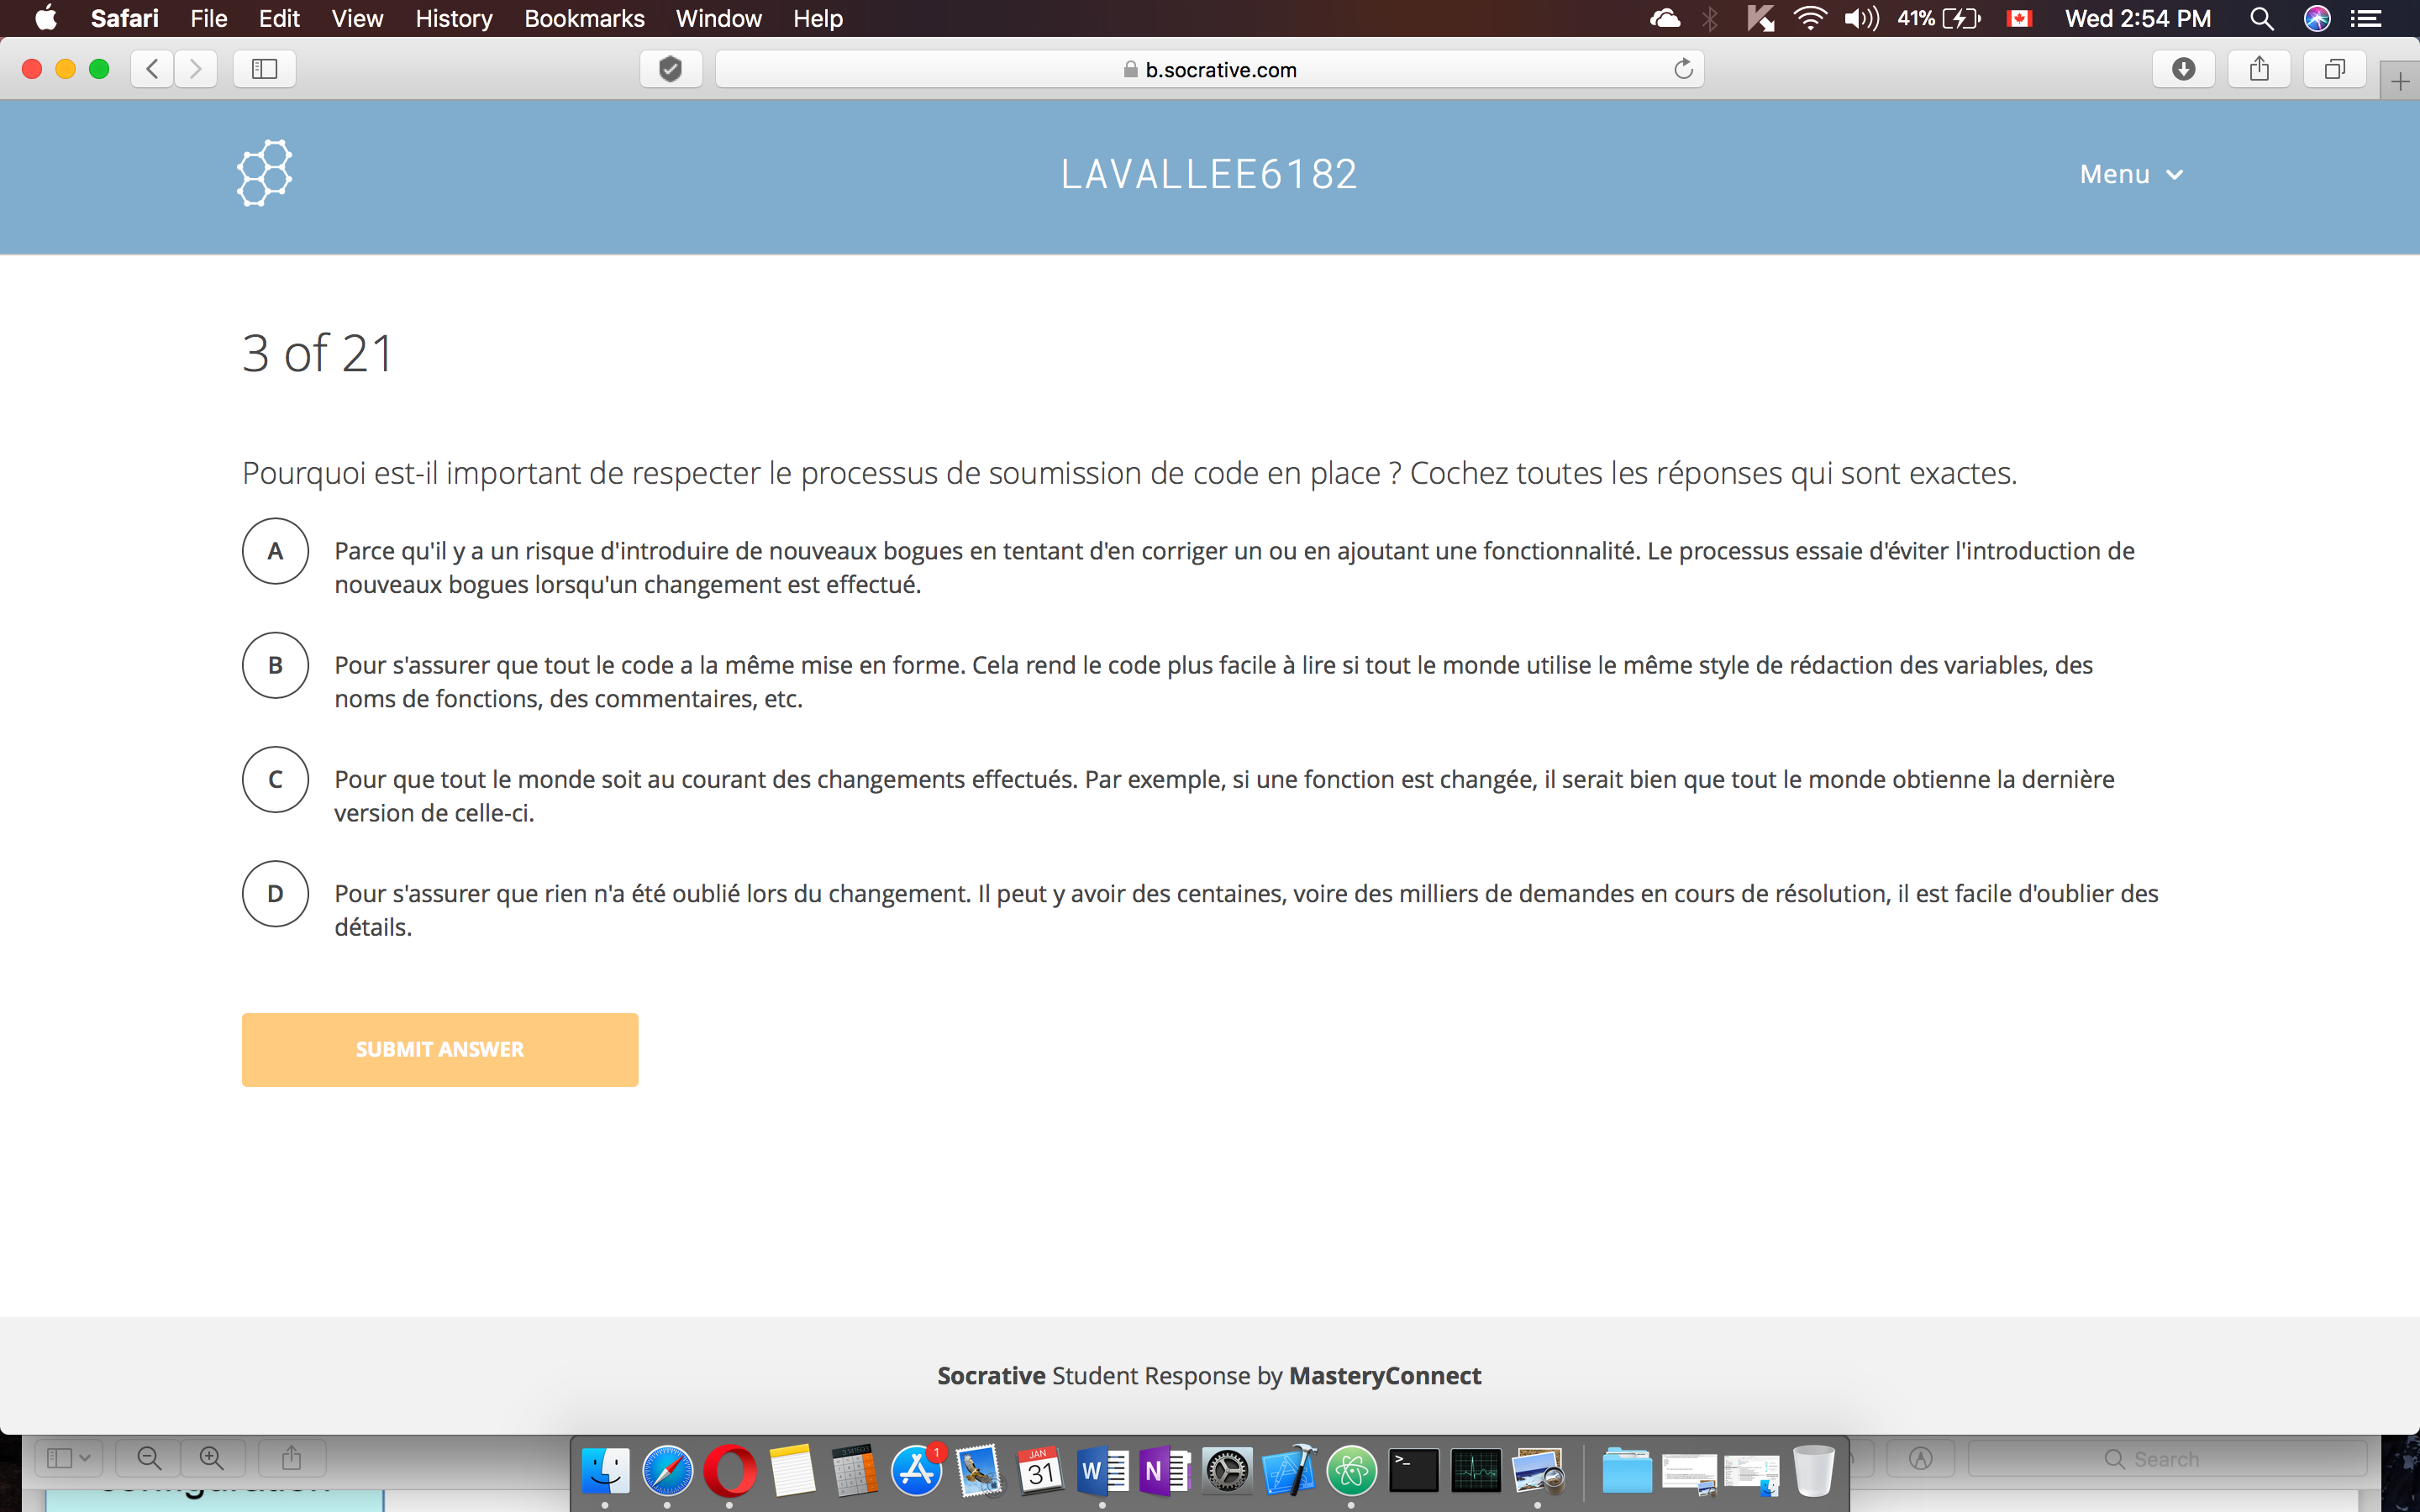 Safari File Edit View History Bookmarks Window Help 41% Wed 2:54 PM
b.socrative.com
LAVALLEE6182
Menu
3 of 21
Pourquoi est-il important de respecter le processus de soumission de code en place ? Cochez toutes les réponses qui sont exactes.
A
Parce qu'il y a un risque d'introduire de nouveaux bogues en tentant d'en corriger un ou en ajoutant une fonctionnalité. Le processus essaie d'éviter l'introduction de
nouveaux bogues lorsqu'un changement est effectué.
B
Pour s'assurer que tout le code a la même mise en forme. Cela rend le code plus facile à lire si tout le monde utilise le même style de rédaction des variables, des
noms de fonctions, des commentaires, etc.
C
Pour que tout le monde soit au courant des changements effectués. Par exemple, si une fonction est changée, il serait bien que tout le monde obtienne la dernière
version de celle-ci.
D
Pour s'assurer que rien n'a été oublié lors du changement. Il peut y avoir des centaines, voire des milliers de demandes en cours de résolution, il est facile d'oublier des
détails.
SUBMIT ANSWER
Socrative Student Response by MasteryConnect
1
JAN
31
W
N
Search